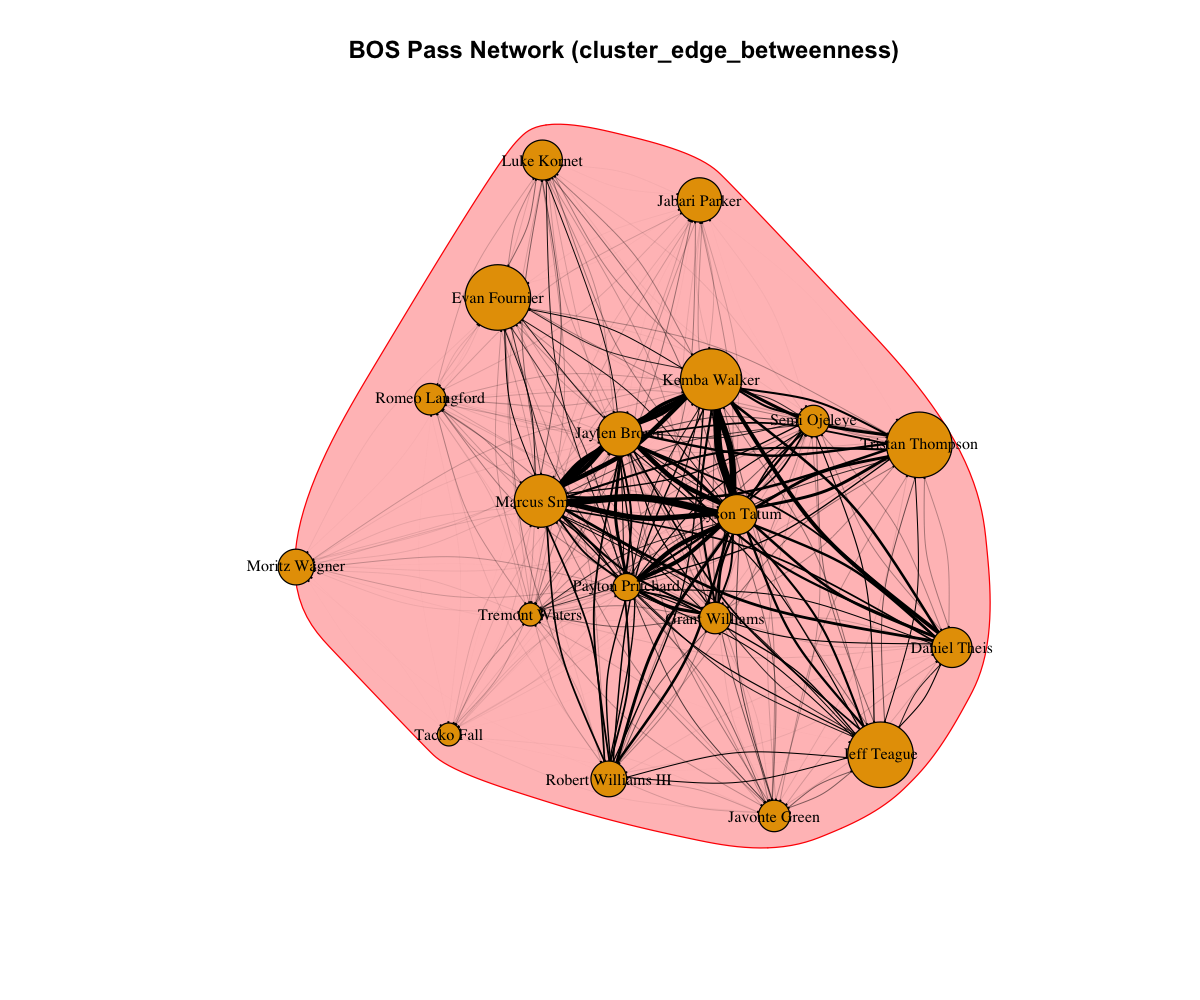 BOS Pass Network (cluster_edge_betweenness)
Luke Kornet
Jabari Parker
Evan Fournier
Kemba Walker
Romeo Langford
Semi Ojeleye
Jaylen Brown
Tristan Thompson
Marcus Smart
Jayson Tatum
Moritz Wagner
Payton Pritchard
Tremont Waters
Grant Williams
Daniel Theis
Tacko Fall
Jeff Teague
Robert Williams III
Javonte Green